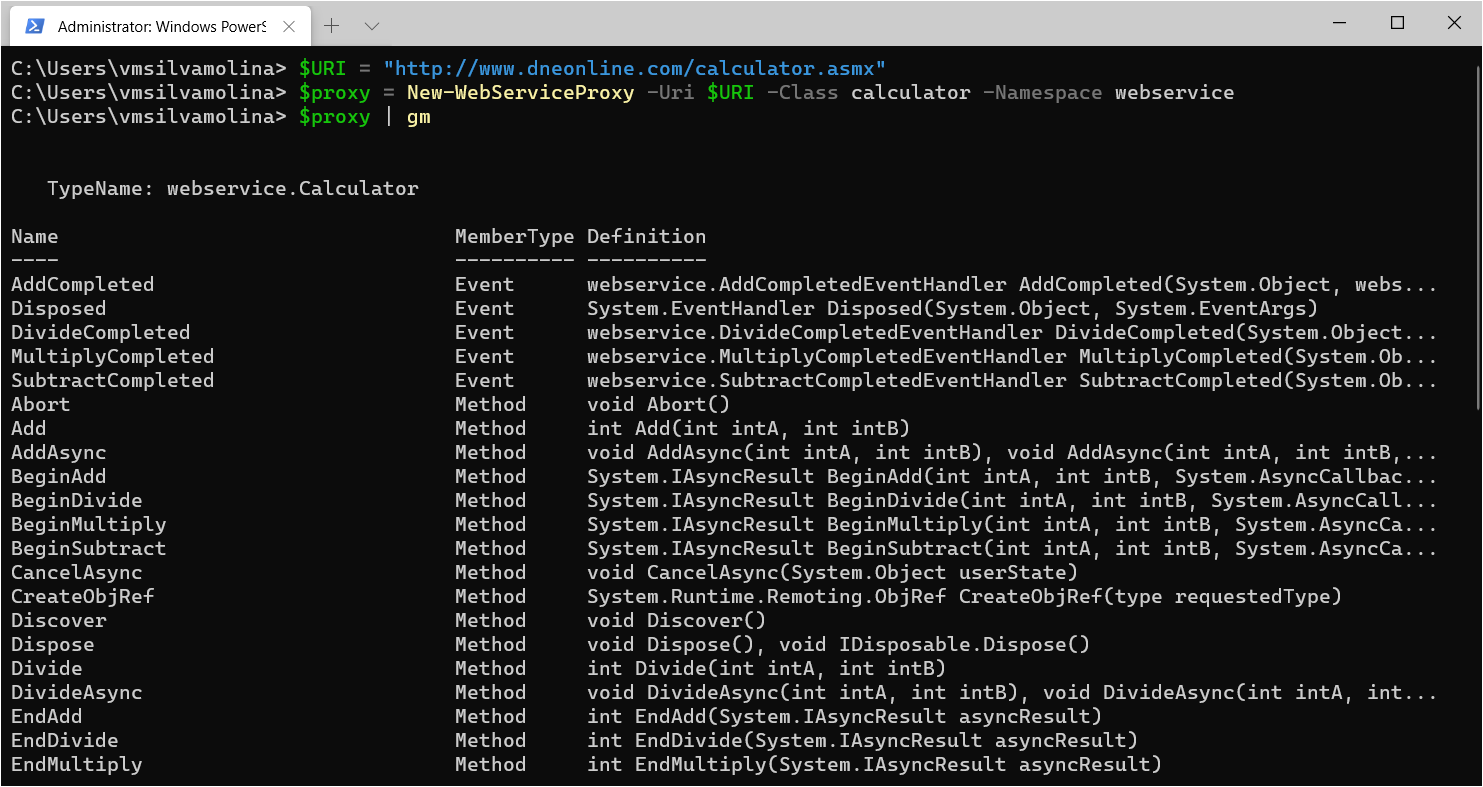 Administrator: Windows PowerS
C:\Users\vmsilvamolina> $URI = "http://www.dneonline.com/calculator.asmx"
C:\Users\vmsilvamolina> $proxy = New-WebServiceProxy -Uri $URI -Class calculator -Namespace webservice
C:\Users\vmsilvamolina> $proxy | gm
TypeName: webservice.Calculator
Name MemberType Definition
---- ---------- ----------
AddCompleted Event webservice.AddCompletedEventHandler AddCompleted(System.Object, webs...
Disposed Event System.EventHandler Disposed(System.Object, System.EventArgs)
DivideCompleted Event webservice.DivideCompletedEventHandler DivideCompleted(System.Object...
MultiplyCompleted Event webservice.MultiplyCompletedEventHandler MultiplyCompleted(System.Ob...
SubtractCompleted Event webservice.SubtractCompletedEventHandler SubtractCompleted(System.Ob...
Abort Method void Abort()
Add Method int Add(int intA, int intB)
AddAsync Method void AddAsync(int intA, int intB), void AddAsync(int intA, int intB,...
BeginAdd Method System.IAsyncResult BeginAdd(int intA, int intB, System.AsyncCallbac...
BeginDivide Method System.IAsyncResult BeginDivide(int intA, int intB, System.AsyncCall...
BeginMultiply Method System.IAsyncResult BeginMultiply(int intA, int intB, System.AsyncCa...
BeginSubtract Method System.IAsyncResult BeginSubtract(int intA, int intB, System.AsyncCa...
CancelAsync Method void CancelAsync(System.Object userState)
CreateObjRef Method System.Runtime.Remoting.ObjRef CreateObjRef(type requestedType)
Discover Method void Discover()
Dispose Method void Dispose(), void IDisposable.Dispose()
Divide Method int Divide(int intA, int intB)
DivideAsync Method void DivideAsync(int intA, int intB), void DivideAsync(int intA, int...
EndAdd Method int EndAdd(System.IAsyncResult asyncResult)
EndDivide Method int EndDivide(System.IAsyncResult asyncResult)
EndMultiply Method int EndMultiply(System.IAsyncResult asyncResult)